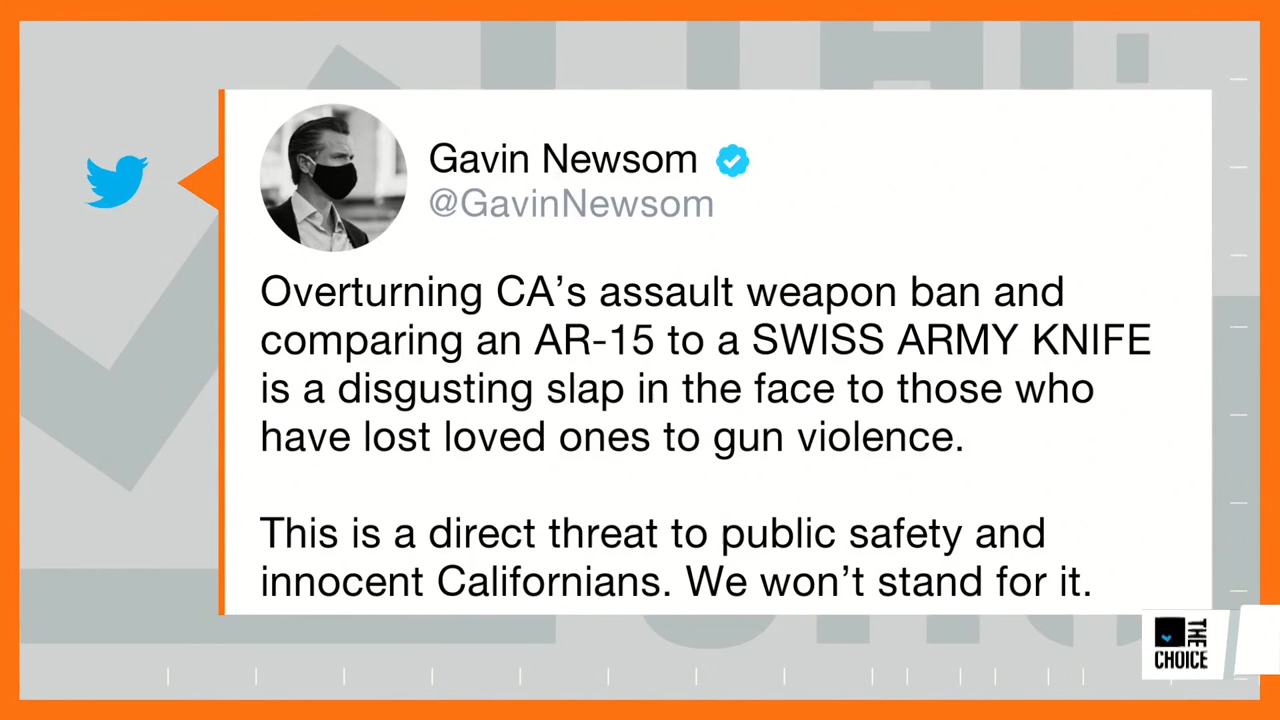 Gavin Newsom
@GavinNewsom
Overturning CA's assault weapon ban and
comparing an AR-15 to a SWISS ARMY KNIFE
is a disgusting slap in the face to those who
have lost loved ones to gun violence.
This is a direct threat to public safety and
innocent Californians. We won't stand for it.
THE
CHOICE